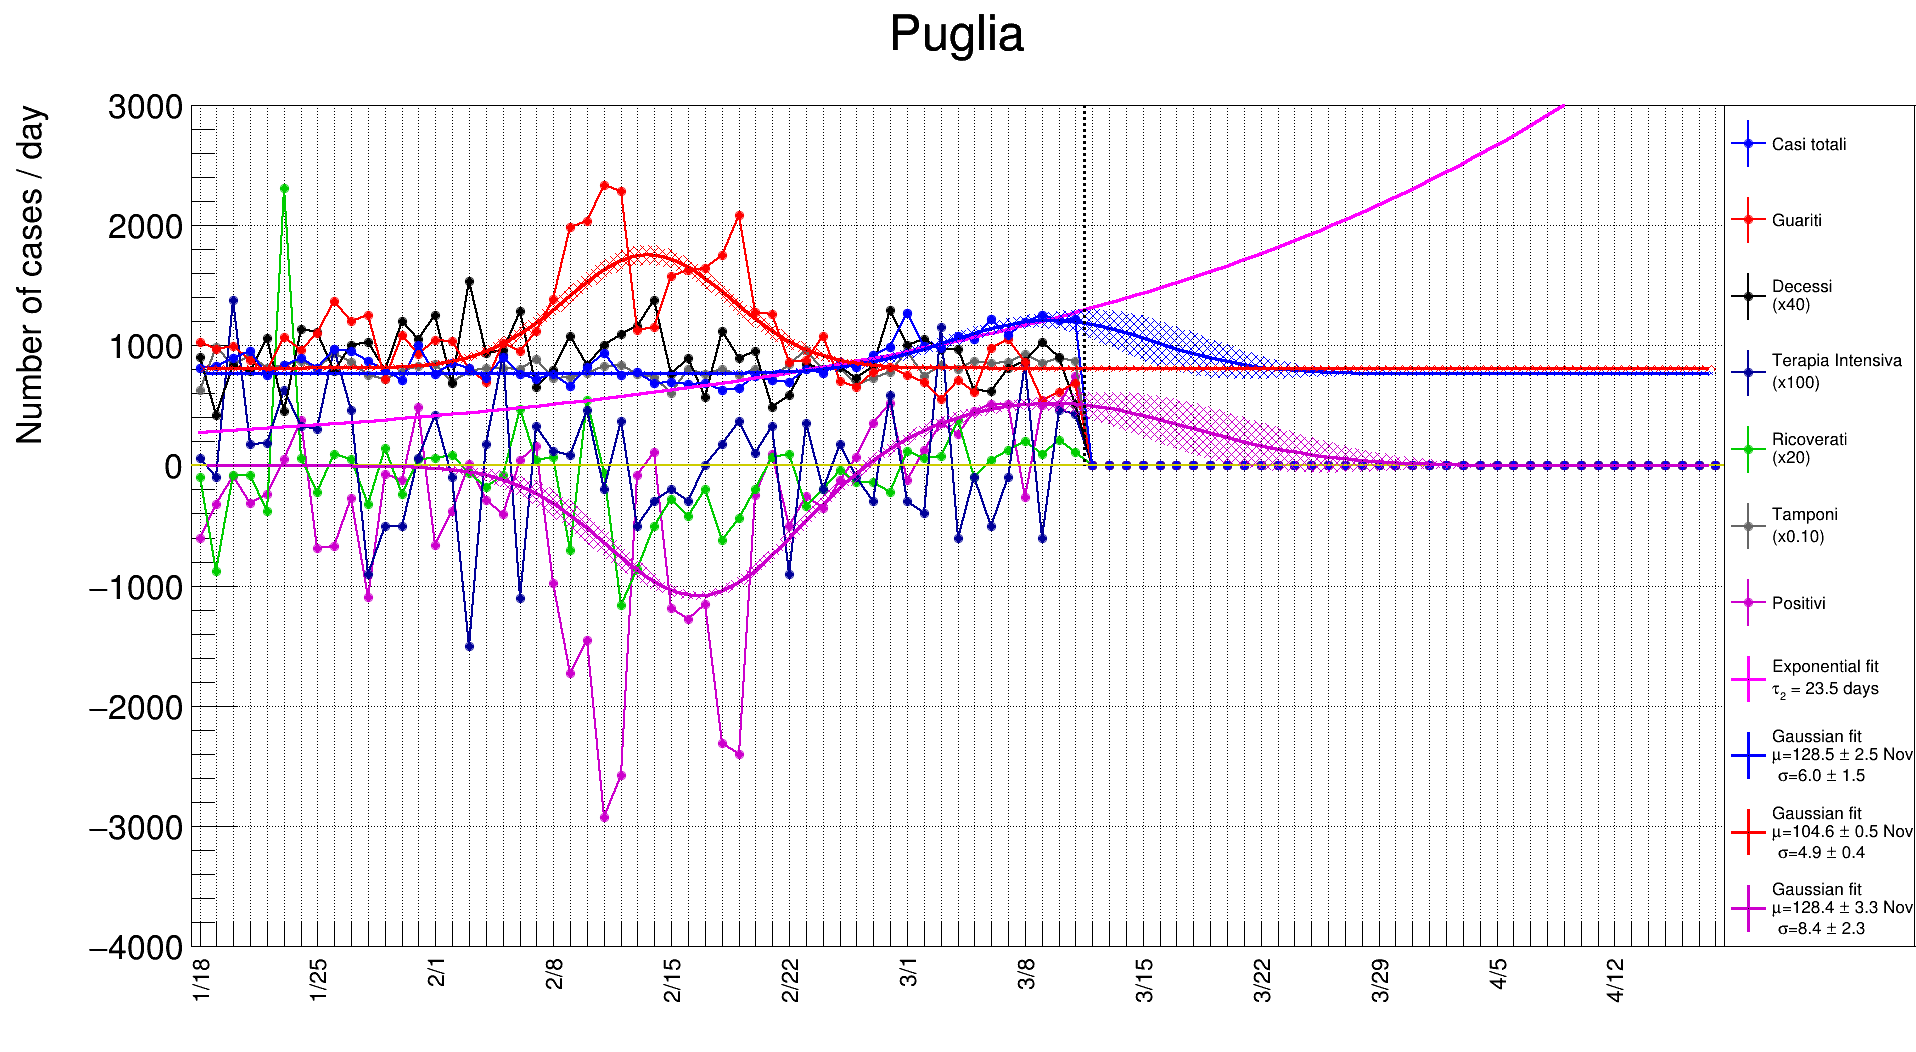 Puglia
Number of cases / day
3000
2000
1000
0
−1000
−2000
−3000
−4000
1/18
1/25
2/1
2/8
2/15
2/22
3/1
3/8
3/15
3/22
3/29
4/5
4/12
Casi totali
Guariti
Decessi
(x40)
Terapia Intensiva
(x100)
Ricoverati
(x20)
Tamponi
(x0.10)
Positivi
Exponential fit
τ2 = 23.5 days
Gaussian fit
μ=128.5 ± 2.5 Nov
σ=6.0 ± 1.5
Gaussian fit
μ=104.6 ± 0.5 Nov
σ=4.9 ± 0.4
Gaussian fit
μ=128.4 ± 3.3 Nov
σ=8.4 ± 2.3